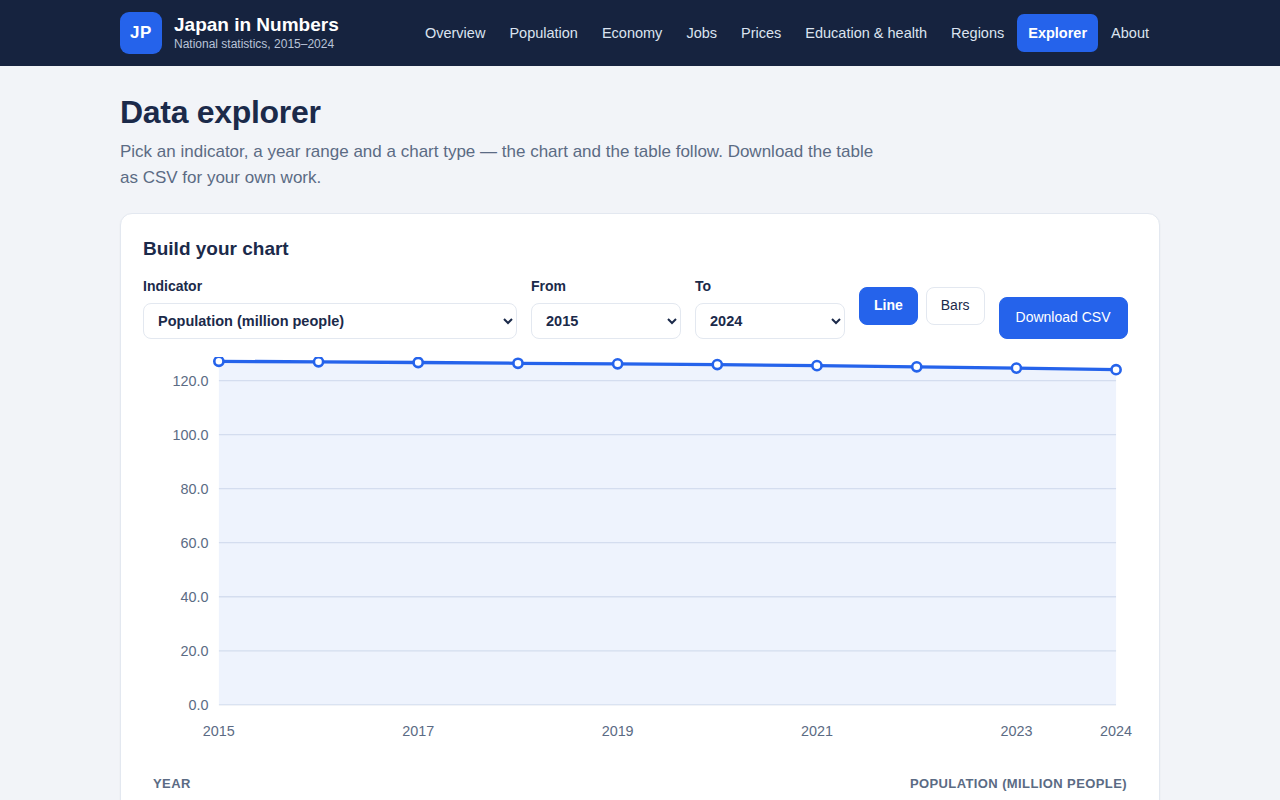 JP
Japan in Numbers
National statistics, 2015–2024
Overview Population Economy Jobs Prices Education & health Regions Explorer About
Data explorer
Pick an indicator, a year range and a chart type — the chart and the table follow. Download the table
as CSV for your own work.
Build your chart
Indicator From To
Population (million people) 2015 2024 Line Bars Download CSV
120.0
100.0
80.0
60.0
40.0
20.0
0.0
2015 2017 2019 2021 2023 2024
YEAR POPULATION (MILLION PEOPLE)